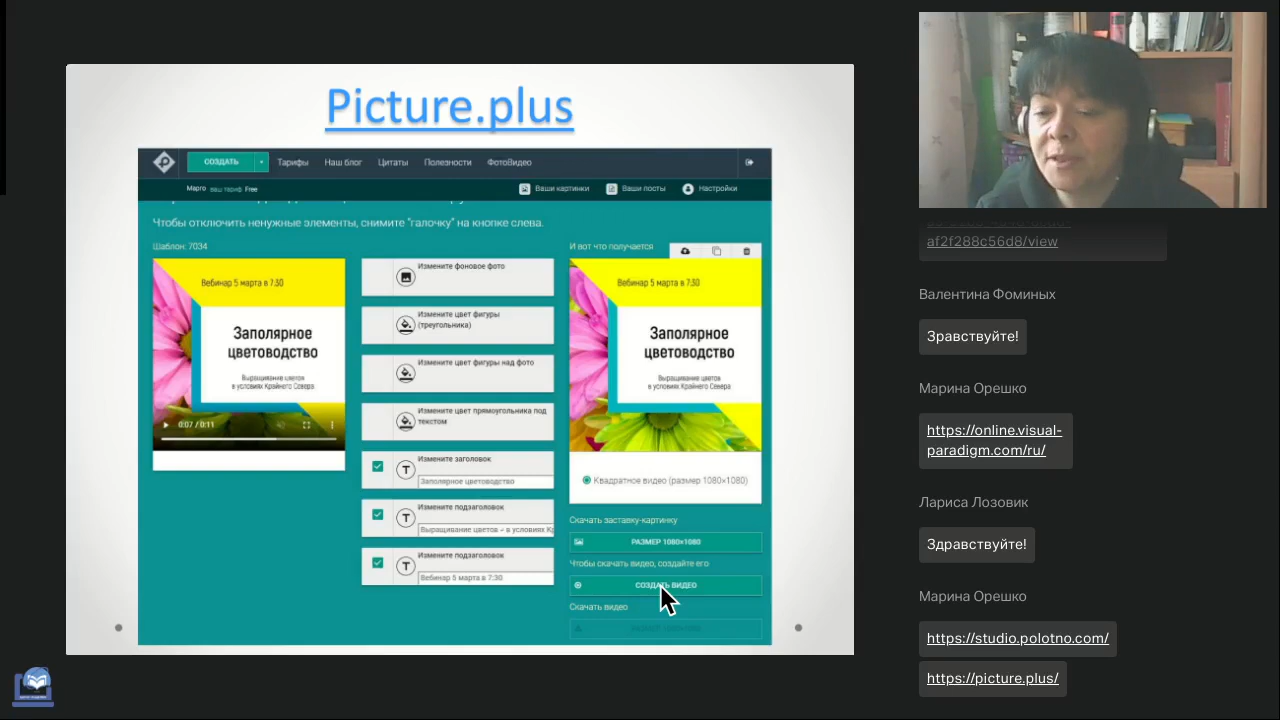 Picture.plus
СОЗДАТЬ
Тарифы
Наш блог
Цитаты
Полезности
ФотоВидео
Марго ваш тариф Free
Ваши картинки
Ваши посты
Настройки
Чтобы отключить ненужные элементы, снимите "галочку" на кнопке слева.
Шаблон: 7034
Вебинар 5 марта в 7:30
Заполярное
цветоводство
Выращивание цветов
в условиях Крайнего Севера
0:07 / 0:11
Измените фоновое фото
Измените цвет фигуры
(треугольника)
Измените цвет фигуры над фото
Измените цвет прямоугольника под
текстом
Измените заголовок
Заполярное цветоводство
Измените подзаголовок
Выращивание цветов – в условиях Кр
Измените подзаголовок
Вебинар 5 марта в 7:30
И вот что получается
Вебинар 5 марта в 7:30
Заполярное
цветоводство
Выращивание цветов
в условиях Крайнего Севера
Квадратное видео (размер 1080×1080)
Скачать заставку-картинку
РАЗМЕР 1080×1080
Чтобы скачать видео, создайте его
СОЗДАТЬ ВИДЕО
Скачать видео
af2f288c56d8/view
Валентина Фоминых
Зравствуйте!
Марина Орешко
https://online.visual-
paradigm.com/ru/
Лариса Лозовик
Здравствуйте!
Марина Орешко
https://studio.polotno.com/
https://picture.plus/